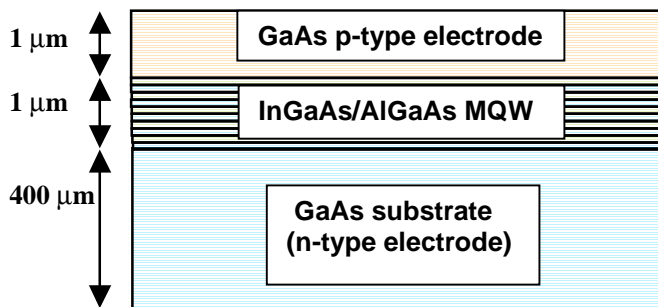 1 μm
GaAs p-type electrode
1 μm
InGaAs/AlGaAs MQW
400 μm
GaAs substrate
(n-type electrode)